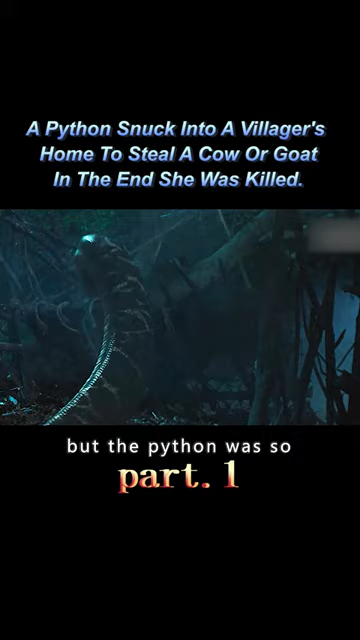 A Python Snuck Into A Villager's
Home To Steal A Cow Or Goat
In The End She Was Killed.
but the python was so
part.1